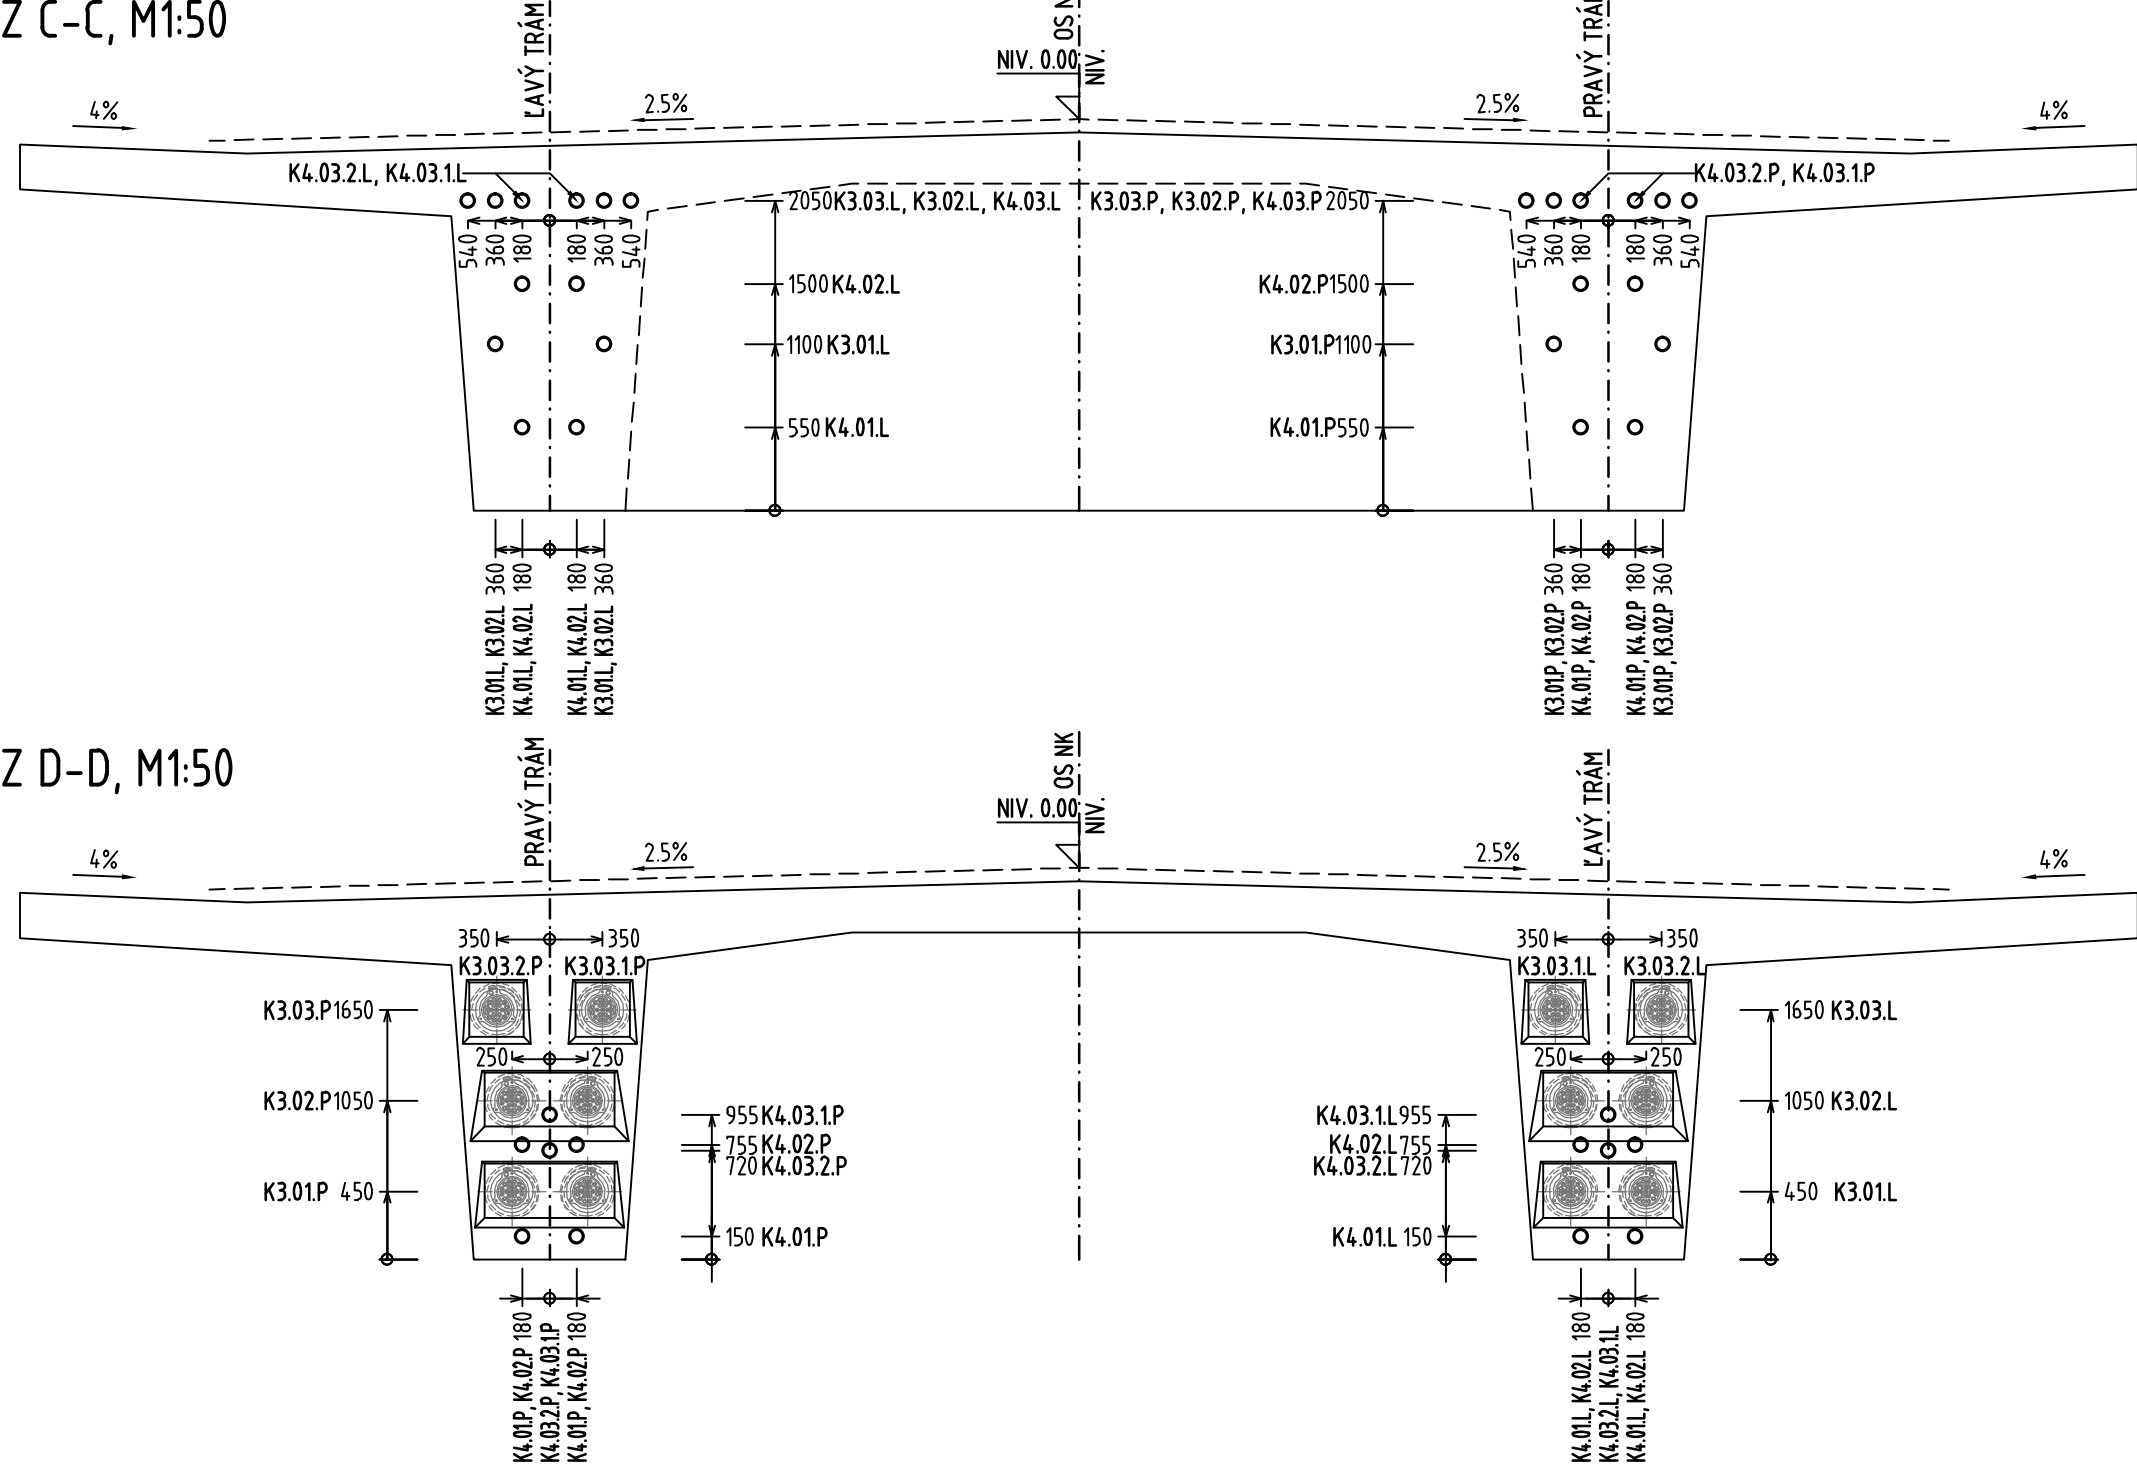 Z C-C, M1:50
ĽAVÝ TRÁM
OS N
NIV.
NIV. 0.00
PRAVÝ TRÁM
4%
2.5%
2.5%
4%
K4.03.2.L, K4.03.1.L
K4.03.2.P, K4.03.1.P
2050 K3.03.L, K3.02.L, K4.03.L
K3.03.P, K3.02.P, K4.03.P 2050
540 360 180 180 360 540
540 360 180 180 360 540
1500 K4.02.L
K4.02.P 1500
1100 K3.01.L
K3.01.P 1100
550 K4.01.L
K4.01.P 550
K3.01.L, K3.02.L 360
K4.01.L, K4.02.L 180
K4.01.L, K4.02.L 180
K3.01.L, K3.02.L 360
K3.01.P, K3.02.P 360
K4.01.P, K4.02.P 180
K4.01.P, K4.02.P 180
K3.01.P, K3.02.P 360
Z D-D, M1:50
PRAVÝ TRÁM
OS NK
NIV.
NIV. 0.00
ĽAVÝ TRÁM
4%
2.5%
2.5%
4%
350 350
350 350
K3.03.2.P K3.03.1.P
K3.03.1.L K3.03.2.L
K3.03.P 1650
1650 K3.03.L
250 250
250 250
K3.02.P 1050
1050 K3.02.L
955 K4.03.1.P
K4.03.1.L 955
755 K4.02.P
K4.02.L 755
720 K4.03.2.P
K4.03.2.L 720
K3.01.P 450
450 K3.01.L
150 K4.01.P
K4.01.L 150
K4.01.P, K4.02.P 180
K4.03.2.P, K4.03.1.P
K4.01.P, K4.02.P 180
K4.01.L, K4.02.L 180
K4.03.2.L, K4.03.1.L
K4.01.L, K4.02.L 180